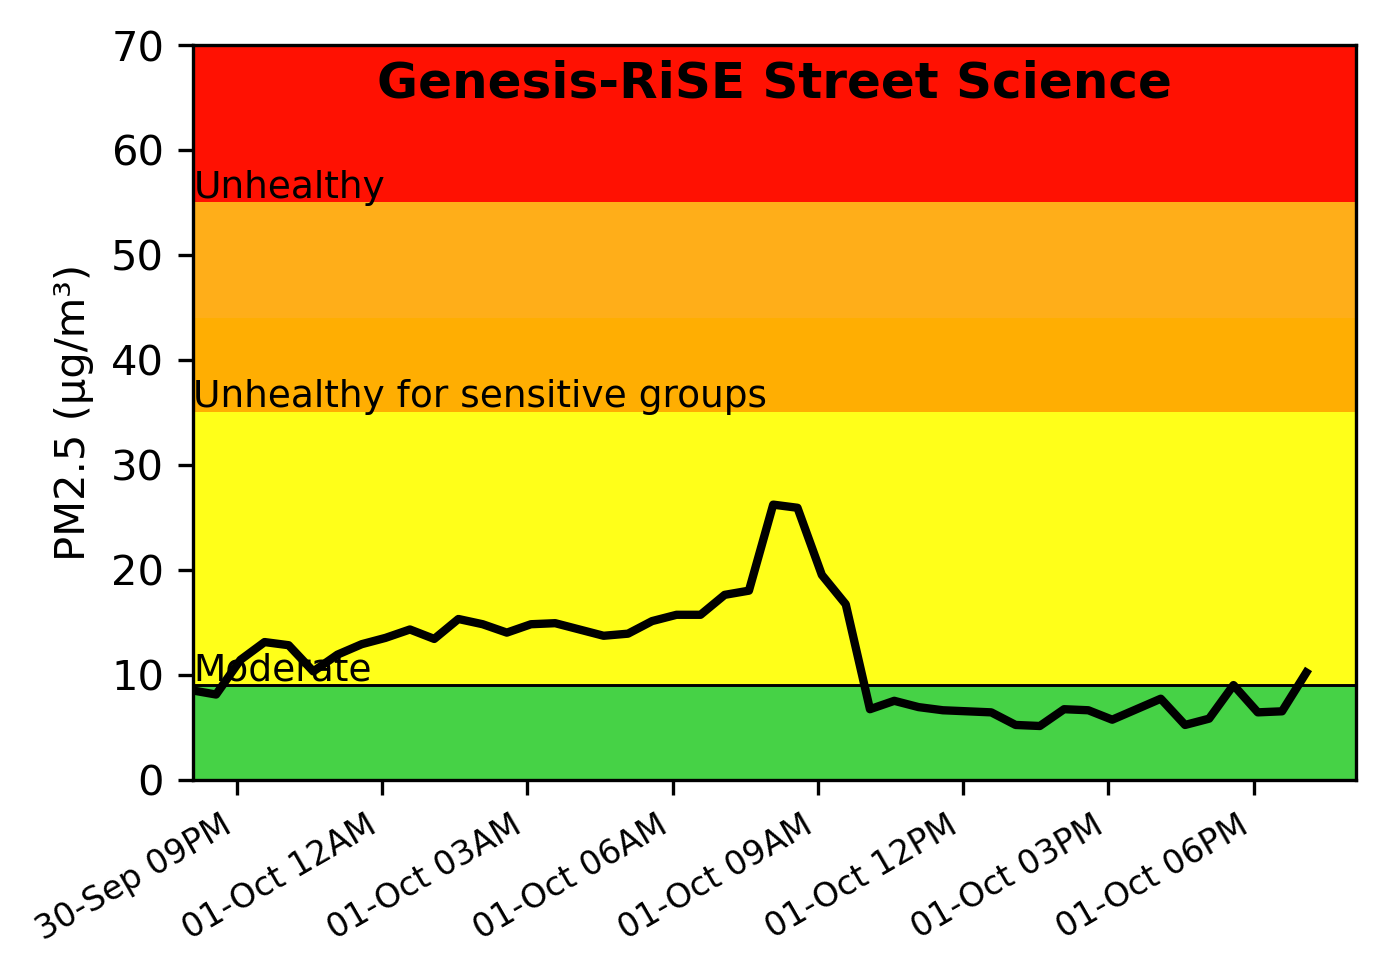 Genesis-RiSE Street Science
70
60
Unhealthy
50
40
Unhealthy for sensitive groups
30
20
Moderate
10
0
PM2.5 (μg/m³)
30-Sep 09PM
01-Oct 12AM
01-Oct 03AM
01-Oct 06AM
01-Oct 09AM
01-Oct 12PM
01-Oct 03PM
01-Oct 06PM